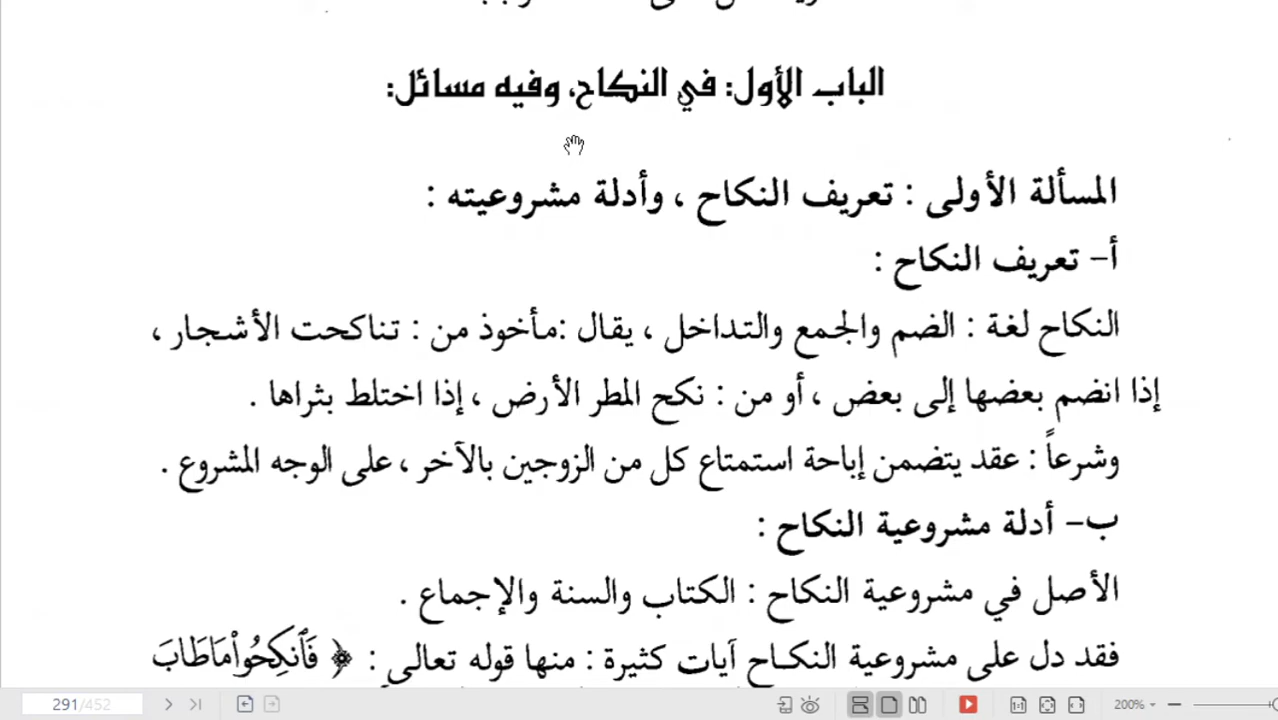 الباب الأول: في النكاح، وفيه مسائل:
المسألة الأولى : تعريف النكاح ، وأدلة مشروعيته :
أ- تعريف النكاح :
النكاح لغة : الضم والجمع والتداخل ، يقال :مأخوذ من : تناكحت الأشجار ،
إذا انضم بعضها إلى بعض ، أو من : نكح المطر الأرض ، إذا اختلط بثراها .
وشرعاً : عقد يتضمن إباحة استمتاع كل من الزوجين بالآخر ، على الوجه المشروع .
ب- أدلة مشروعية النكاح :
الأصل في مشروعية النكاح : الكتاب والسنة والإجماع .
فقد دل على مشروعية النكاح آيات كثيرة : منها قوله تعالى : ﴿ فَٱنكِحُوا۟ مَا طَابَ
291/452
200%